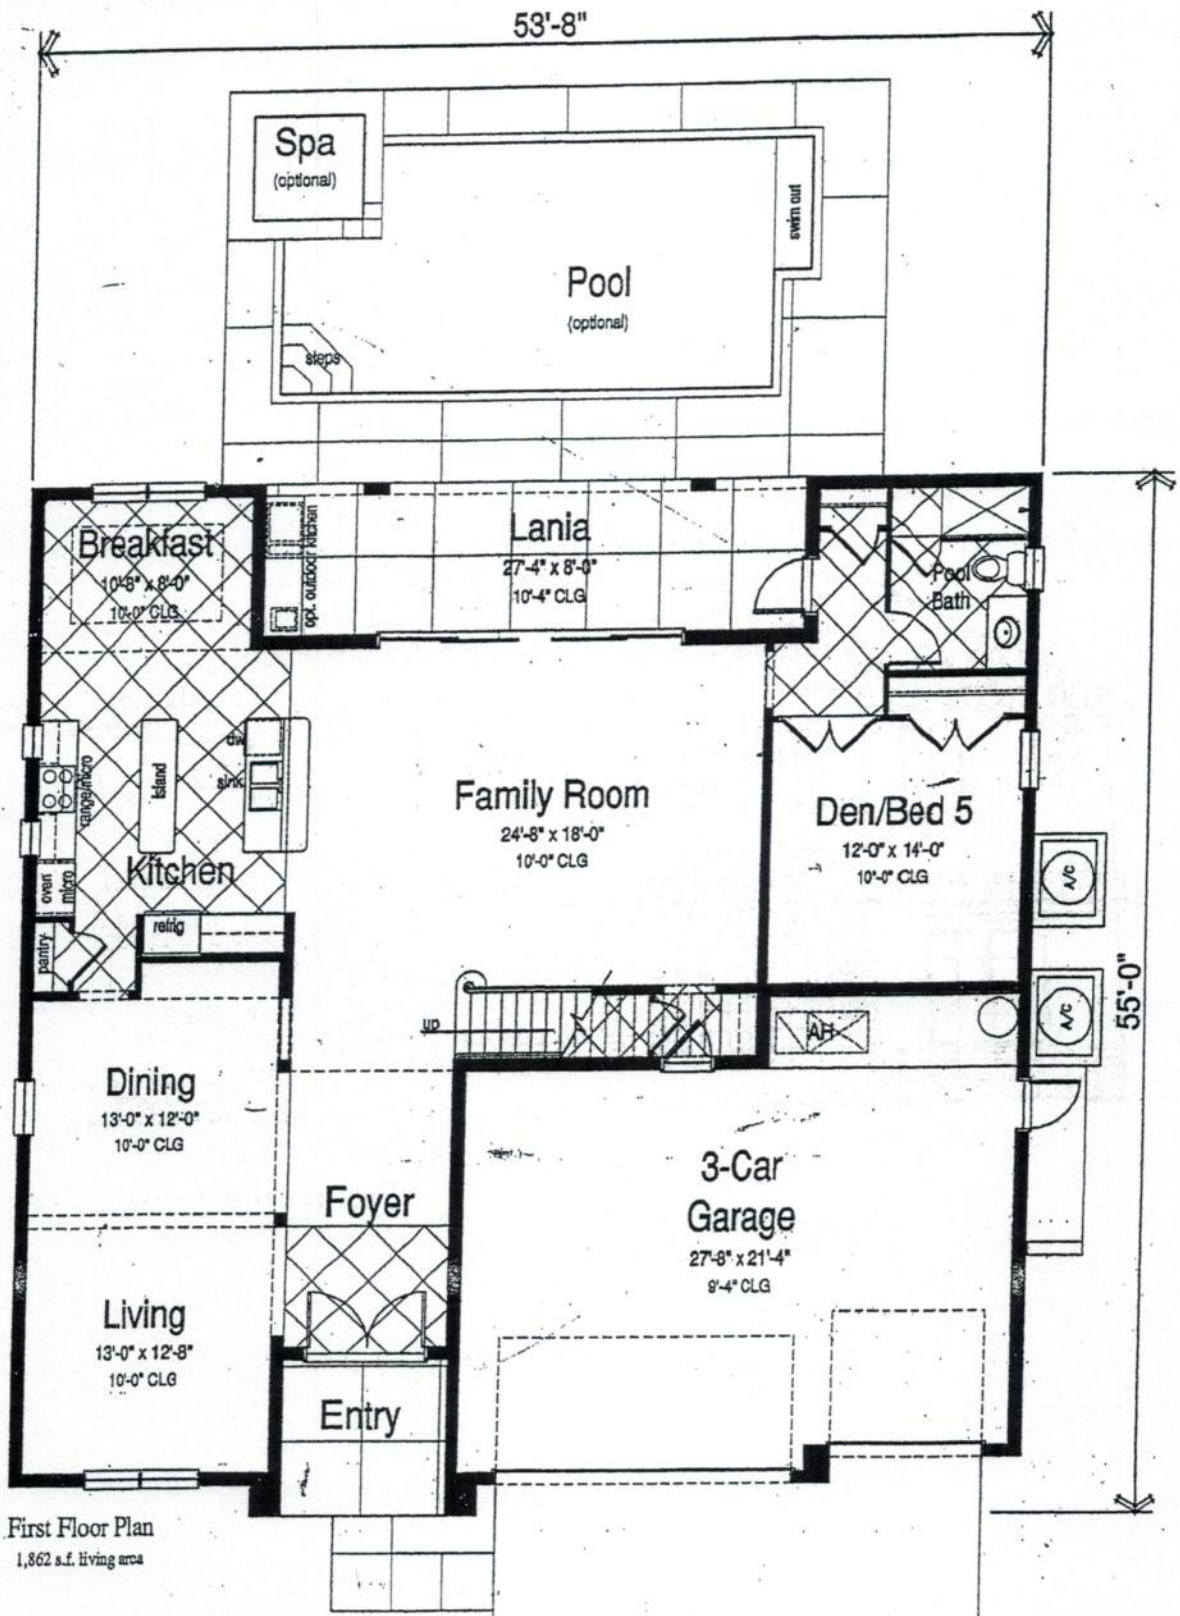 53'-8"
Spa
(optional)
swim out
Pool
(optional)
steps
Breakfast
10'-8" x 8'-0"
10'-0" CLG
opt. outdoor kitchen
Lania
27'-4" x 8'-0"
10'-4" CLG
Pool
Bath
dw
sink
Island
range/micro
Kitchen
oven
micro
refrig
pantry
Family Room
24'-8" x 18'-0"
10'-0" CLG
Den/Bed 5
12'-0" x 14'-0"
10'-0" CLG
A/C
A/C
55'-0"
up
AH
Dining
13'-0" x 12'-0"
10'-0" CLG
Foyer
3-Car
Garage
27'-8" x 21'-4"
9'-4" CLG
Living
13'-0" x 12'-8"
10'-0" CLG
Entry
First Floor Plan
1,862 s.f. living area